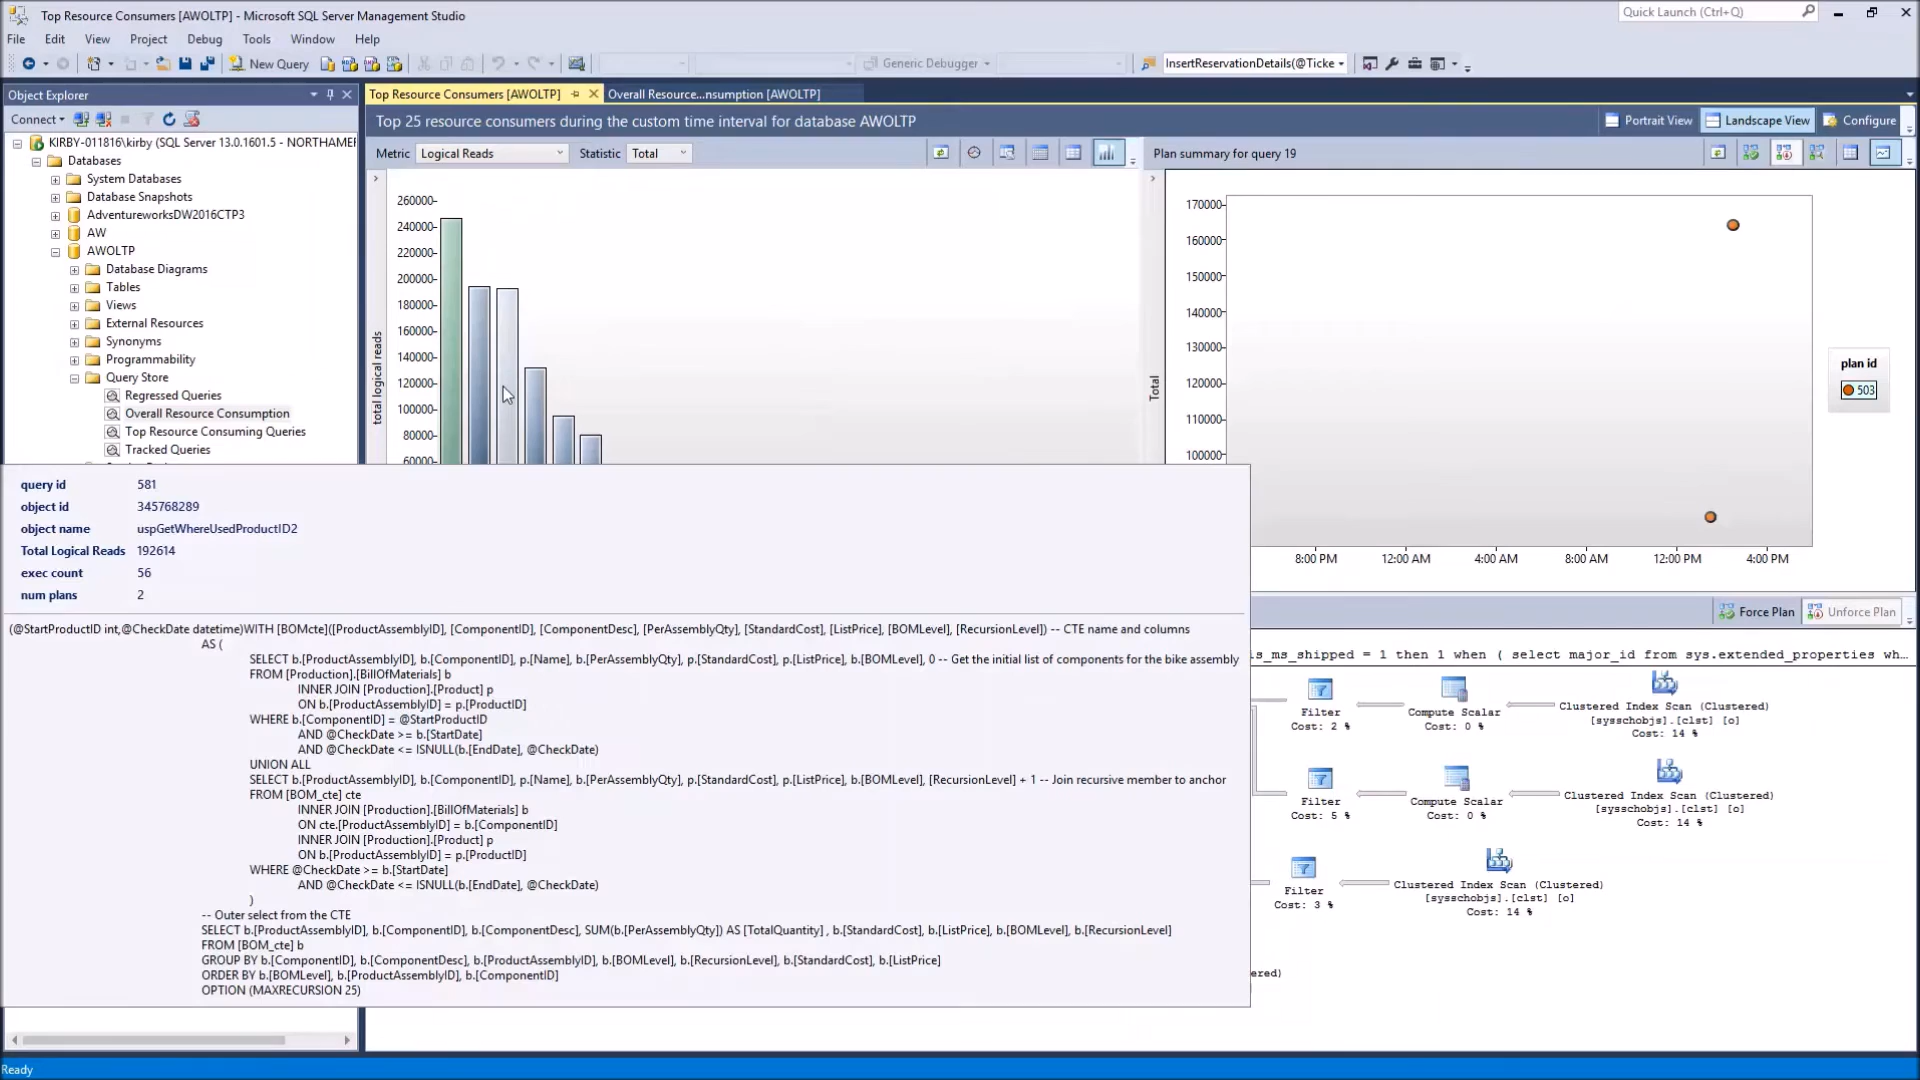 Top Resource Consumers [AWOLTP] - Microsoft SQL Server Management Studio
Quick Launch (Ctrl+Q)
File Edit View Project Debug Tools Window Help
New Query
Generic Debugger
InsertReservationDetails(@Ticke
Object Explorer
Top Resource Consumers [AWOLTP]
Overall Resource...nsumption [AWOLTP]
Connect
Top 25 resource consumers during the custom time interval for database AWOLTP
Portrait View
Landscape View
Configure
Metric Logical Reads Statistic Total
Plan summary for query 19
KIRBY-011816\kirby (SQL Server 13.0.1601.5 - NORTHAMER
Databases
System Databases
Database Snapshots
AdventureworksDW2016CTP3
AW
AWOLTP
Database Diagrams
Tables
Views
External Resources
Synonyms
Programmability
Query Store
Regressed Queries
Overall Resource Consumption
Top Resource Consuming Queries
Tracked Queries
total logical reads
260000
240000
220000
200000
180000
160000
140000
120000
100000
80000
60000
Total
170000
160000
150000
140000
130000
120000
110000
100000
8:00 PM 12:00 AM 4:00 AM 8:00 AM 12:00 PM 4:00 PM
plan id
503
Force Plan
Unforce Plan
query id 581
object id 345768289
object name uspGetWhereUsedProductID2
Total Logical Reads 192614
exec count 56
num plans 2
(@StartProductID int,@CheckDate datetime)WITH [BOMcte]([ProductAssemblyID], [ComponentID], [ComponentDesc], [PerAssemblyQty], [StandardCost], [ListPrice], [BOMLevel], [RecursionLevel]) -- CTE name and columns
AS (
SELECT b.[ProductAssemblyID], b.[ComponentID], p.[Name], b.[PerAssemblyQty], p.[StandardCost], p.[ListPrice], b.[BOMLevel], 0 -- Get the initial list of components for the bike assembly
FROM [Production].[BillOfMaterials] b
INNER JOIN [Production].[Product] p
ON b.[ProductAssemblyID] = p.[ProductID]
WHERE b.[ComponentID] = @StartProductID
AND @CheckDate >= b.[StartDate]
AND @CheckDate <= ISNULL(b.[EndDate], @CheckDate)
UNION ALL
SELECT b.[ProductAssemblyID], b.[ComponentID], p.[Name], b.[PerAssemblyQty], p.[StandardCost], p.[ListPrice], b.[BOMLevel], [RecursionLevel] + 1 -- Join recursive member to anchor
FROM [BOM_cte] cte
INNER JOIN [Production].[BillOfMaterials] b
ON cte.[ProductAssemblyID] = b.[ComponentID]
INNER JOIN [Production].[Product] p
ON b.[ProductAssemblyID] = p.[ProductID]
WHERE @CheckDate >= b.[StartDate]
AND @CheckDate <= ISNULL(b.[EndDate], @CheckDate)
)
-- Outer select from the CTE
SELECT b.[ProductAssemblyID], b.[ComponentID], b.[ComponentDesc], SUM(b.[PerAssemblyQty]) AS [TotalQuantity] , b.[StandardCost], b.[ListPrice], b.[BOMLevel], b.[RecursionLevel]
FROM [BOM_cte] b
GROUP BY b.[ComponentID], b.[ComponentDesc], b.[ProductAssemblyID], b.[BOMLevel], b.[RecursionLevel], b.[StandardCost], b.[ListPrice]
ORDER BY b.[BOMLevel], b.[ProductAssemblyID], b.[ComponentID]
OPTION (MAXRECURSION 25)
is_ms_shipped = 1 then 1 when ( select major_id from sys.extended_properties wh...
Filter
Cost: 2 %
Compute Scalar
Cost: 0 %
Clustered Index Scan (Clustered)
[sysschobjs].[clst] [o]
Cost: 14 %
Filter
Cost: 5 %
Compute Scalar
Cost: 0 %
Clustered Index Scan (Clustered)
[sysschobjs].[clst] [o]
Cost: 14 %
Filter
Cost: 3 %
Clustered Index Scan (Clustered)
[sysschobjs].[clst] [o]
Cost: 14 %
ered)
Ready